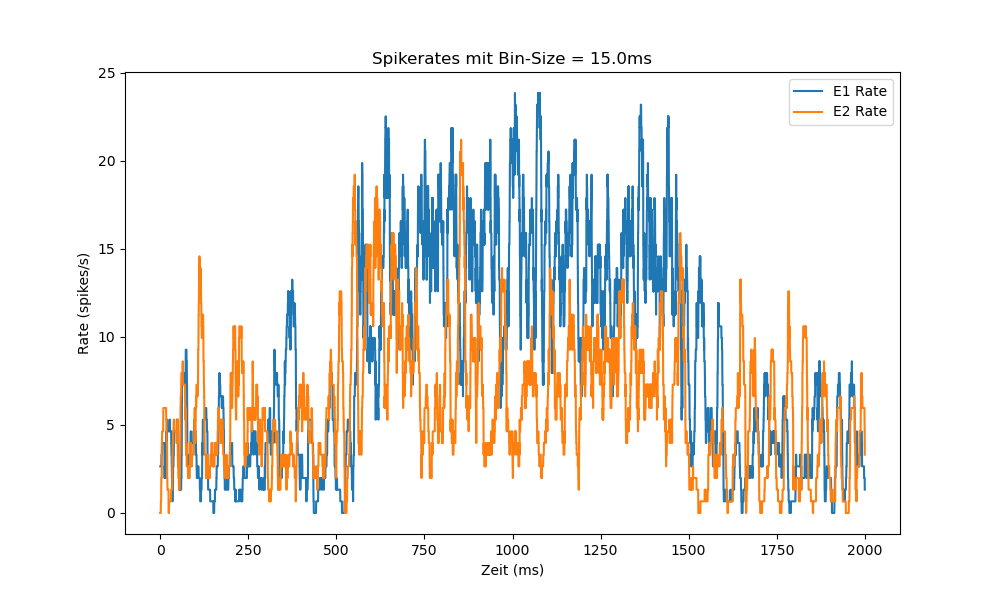 Spikerates mit Bin-Size = 15.0ms
E1 Rate
E2 Rate
Rate (spikes/s)
25
20
15
10
5
0
0 250 500 750 1000 1250 1500 1750 2000
Zeit (ms)